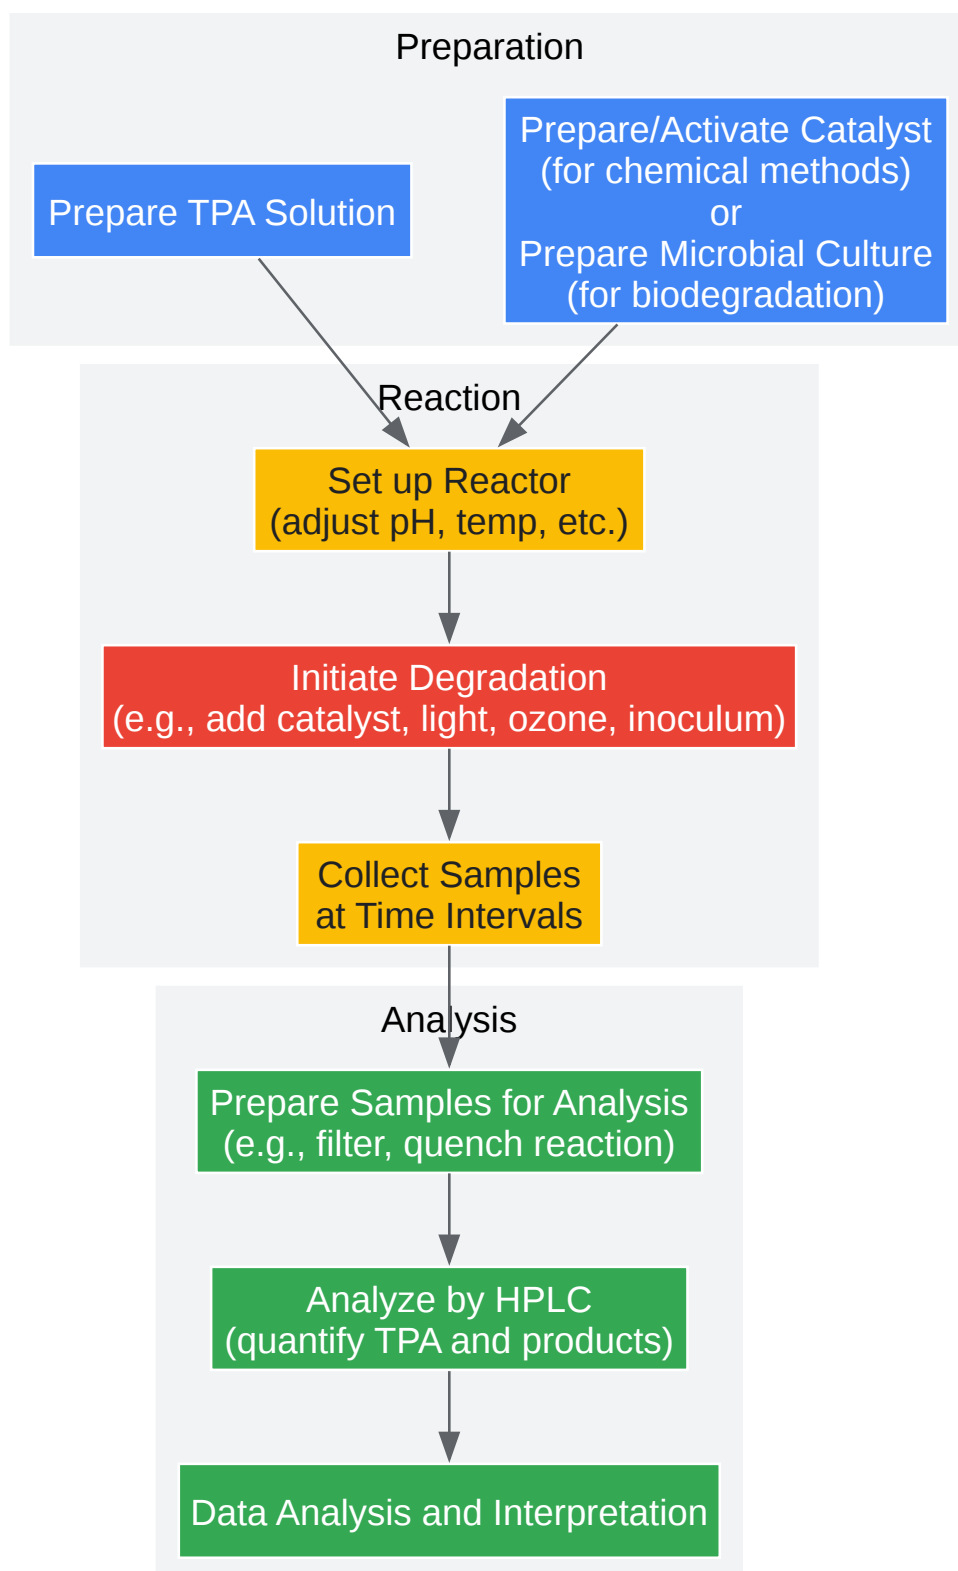 Preparation
Prepare TPA Solution
Prepare/Activate Catalyst
(for chemical methods)
or
Prepare Microbial Culture
(for biodegradation)
Reaction
Set up Reactor
(adjust pH, temp, etc.)
Initiate Degradation
(e.g., add catalyst, light, ozone, inoculum)
Collect Samples
at Time Intervals
Analysis
Prepare Samples for Analysis
(e.g., filter, quench reaction)
Analyze by HPLC
(quantify TPA and products)
Data Analysis and Interpretation